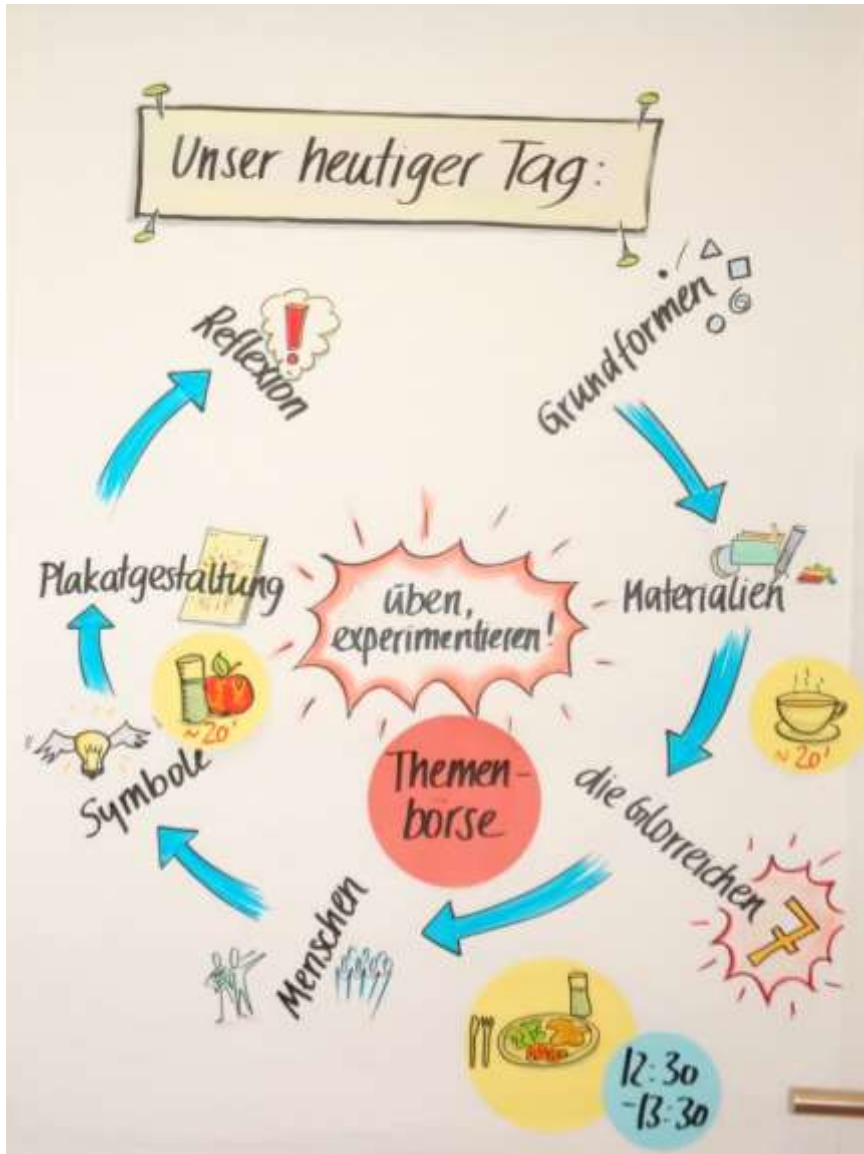 Unser heutiger Tag:
Grundformen
Materialien
~20'
die Glorreichen
7
12:30
-13:30
Menschen
Symbole
~20'
Plakatgestaltung
Reflexion
!
üben,
experimentieren!
Themen-
börse